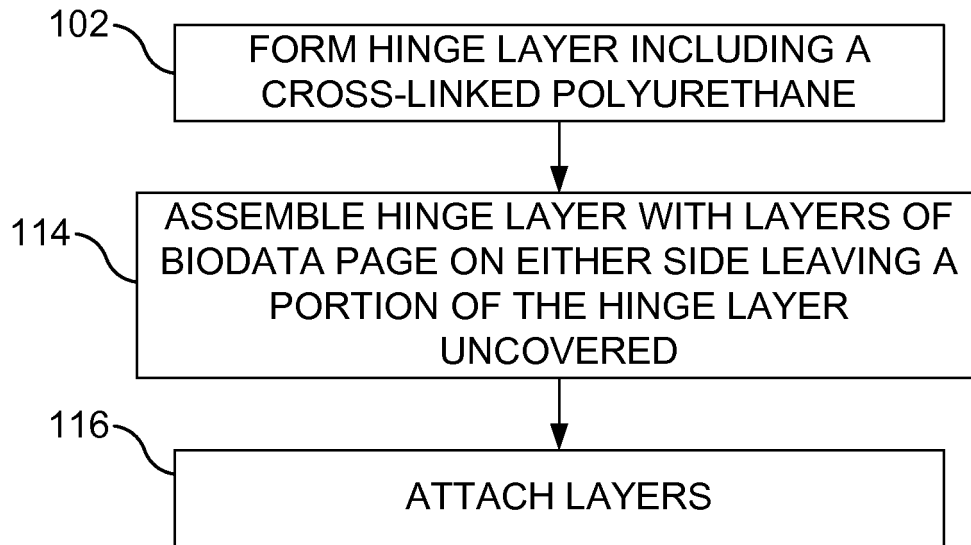 102
FORM HINGE LAYER INCLUDING A
CROSS-LINKED POLYURETHANE
114
ASSEMBLE HINGE LAYER WITH LAYERS OF
BIODATA PAGE ON EITHER SIDE LEAVING A
PORTION OF THE HINGE LAYER
UNCOVERED
116
ATTACH LAYERS